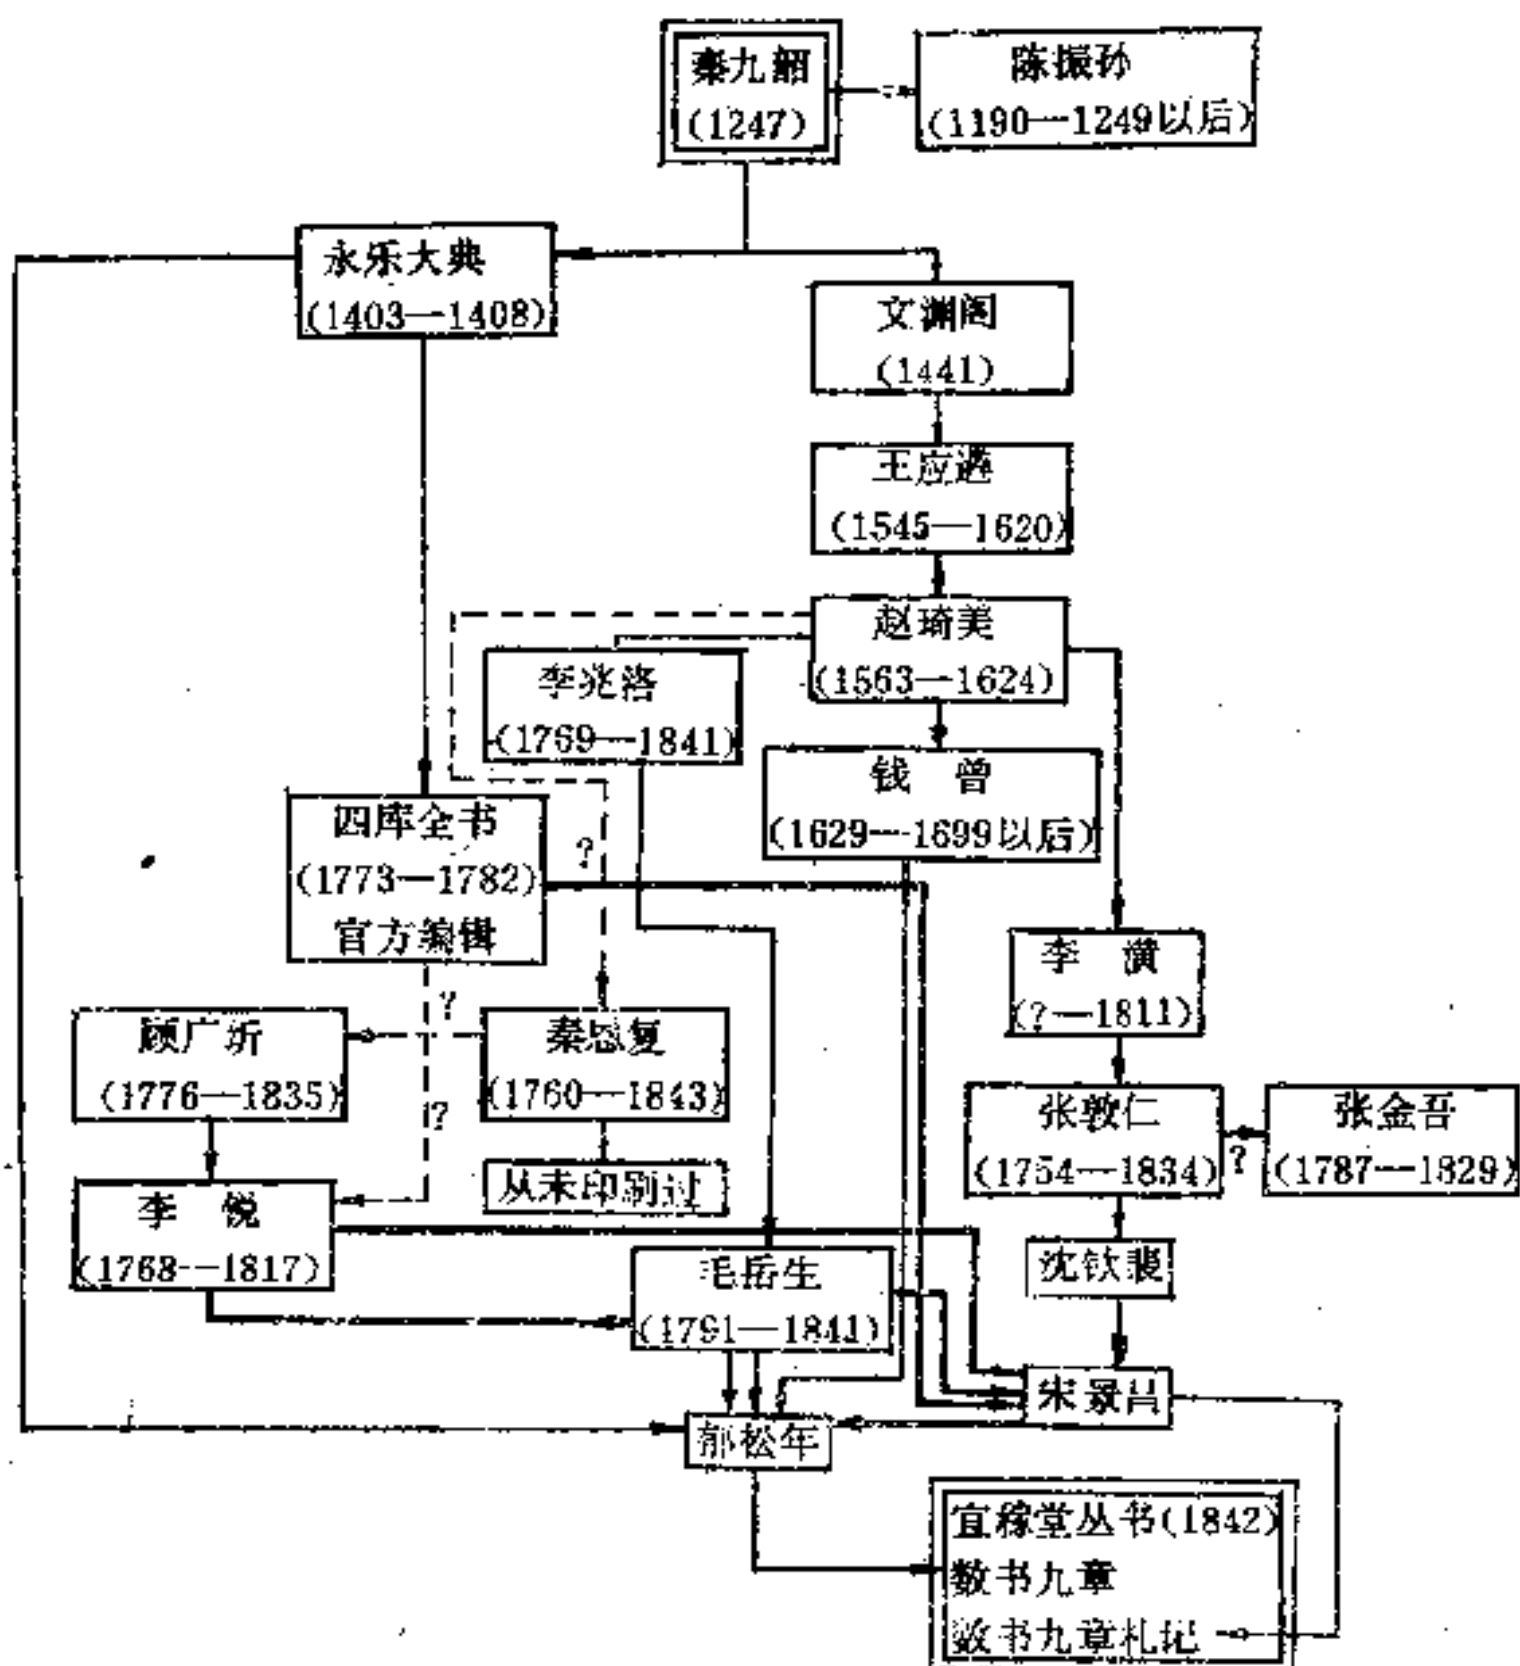 秦九韶
(1247)
陈振孙
(1190—1249以后)
永乐大典
(1403—1408)
文渊阁
(1441)
王应遴
(1545—1620)
赵琦美
(1563—1624)
李兆洛
(1769—1841)
钱 曾
(1629—1699以后)
四库全书
(1773—1782)
官方编辑
?
李 潢
(?—1811)
?
顾广圻
(1776—1835)
秦恩复
(1760—1843)
?
张敦仁
(1754—1834)
?
张金吾
(1787—1829)
从未印刷过
李 锐
(1768—1817)
沈钦裴
毛岳生
(1791—1841)
宋景昌
郁松年
宜稼堂丛书(1842)
数书九章
数书九章札记